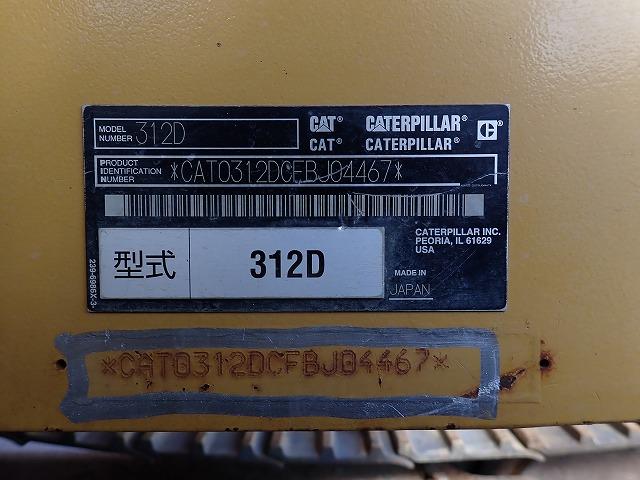 MODEL NUMBER 312D
CAT® CATERPILLAR® C
CAT® CATERPILLAR®
PRODUCT IDENTIFICATION NUMBER *CAT0312DCFBJ04467*
CATERPILLAR INC.
PEORIA, IL 61629
USA
型式 312D
MADE IN
JAPAN
*CAT0312DCFBJ04467*